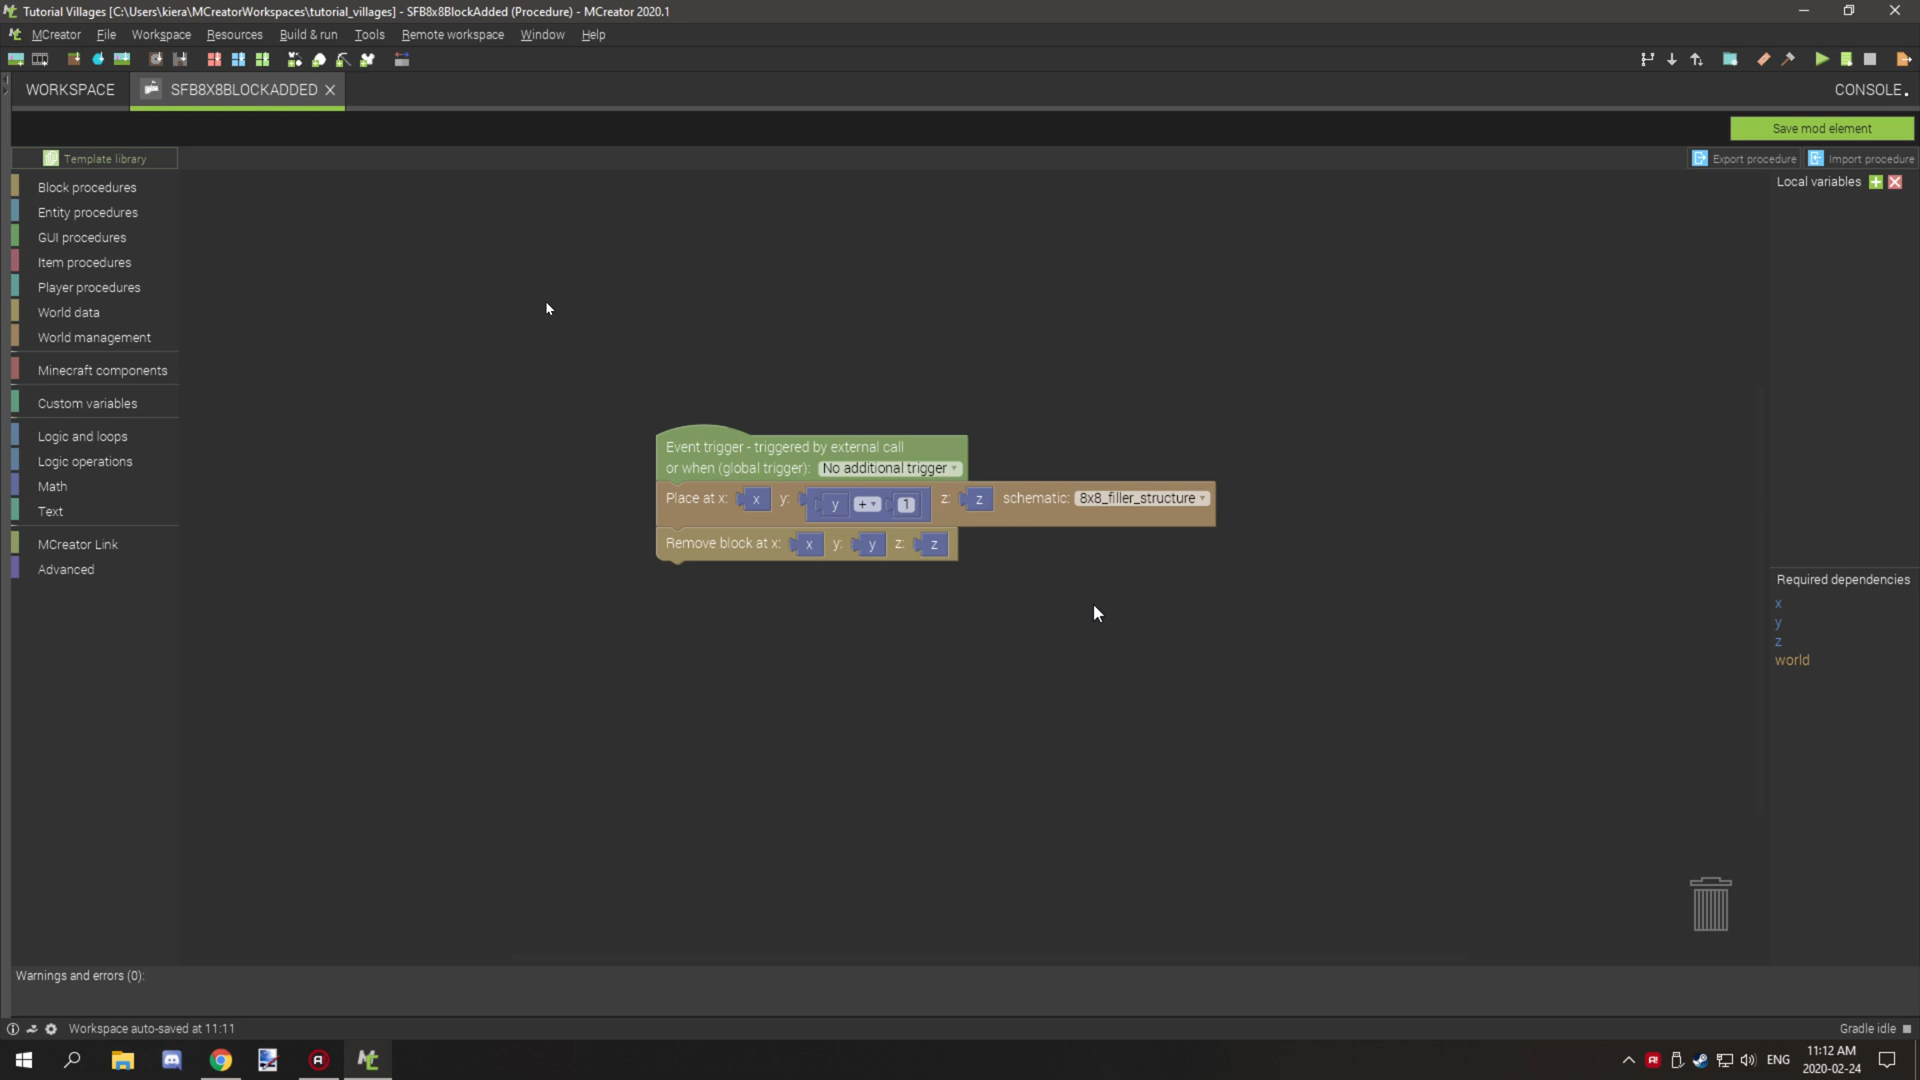 Tutorial Villages [C:\Users\kiera\MCreatorWorkspaces\tutorial_villages] - SFB8x8BlockAdded (Procedure) - MCreator 2020.1
MCreator File Workspace Resources Build & run Tools Remote workspace Window Help
WORKSPACE SFB8X8BLOCKADDED CONSOLE
Save mod element
Template library Export procedure Import procedure
Local variables
Block procedures
Entity procedures
GUI procedures
Item procedures
Player procedures
World data
World management
Minecraft components
Custom variables
Logic and loops
Logic operations
Math
Text
MCreator Link
Advanced
Event trigger - triggered by external call
or when (global trigger): No additional trigger
Place at x: x y: y + 1 z: z schematic: 8x8_filler_structure
Remove block at x: x y: y z: z
Required dependencies
x
y
z
world
Warnings and errors (0):
Workspace auto-saved at 11:11 Gradle idle
ENG 11:12 AM
2020-02-24